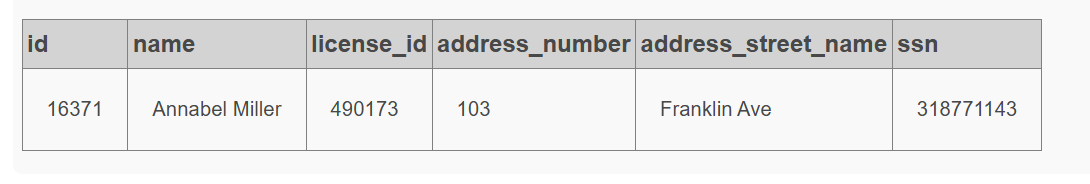 id name license_id address_number address_street_name ssn
16371 Annabel Miller 490173 103 Franklin Ave 318771143